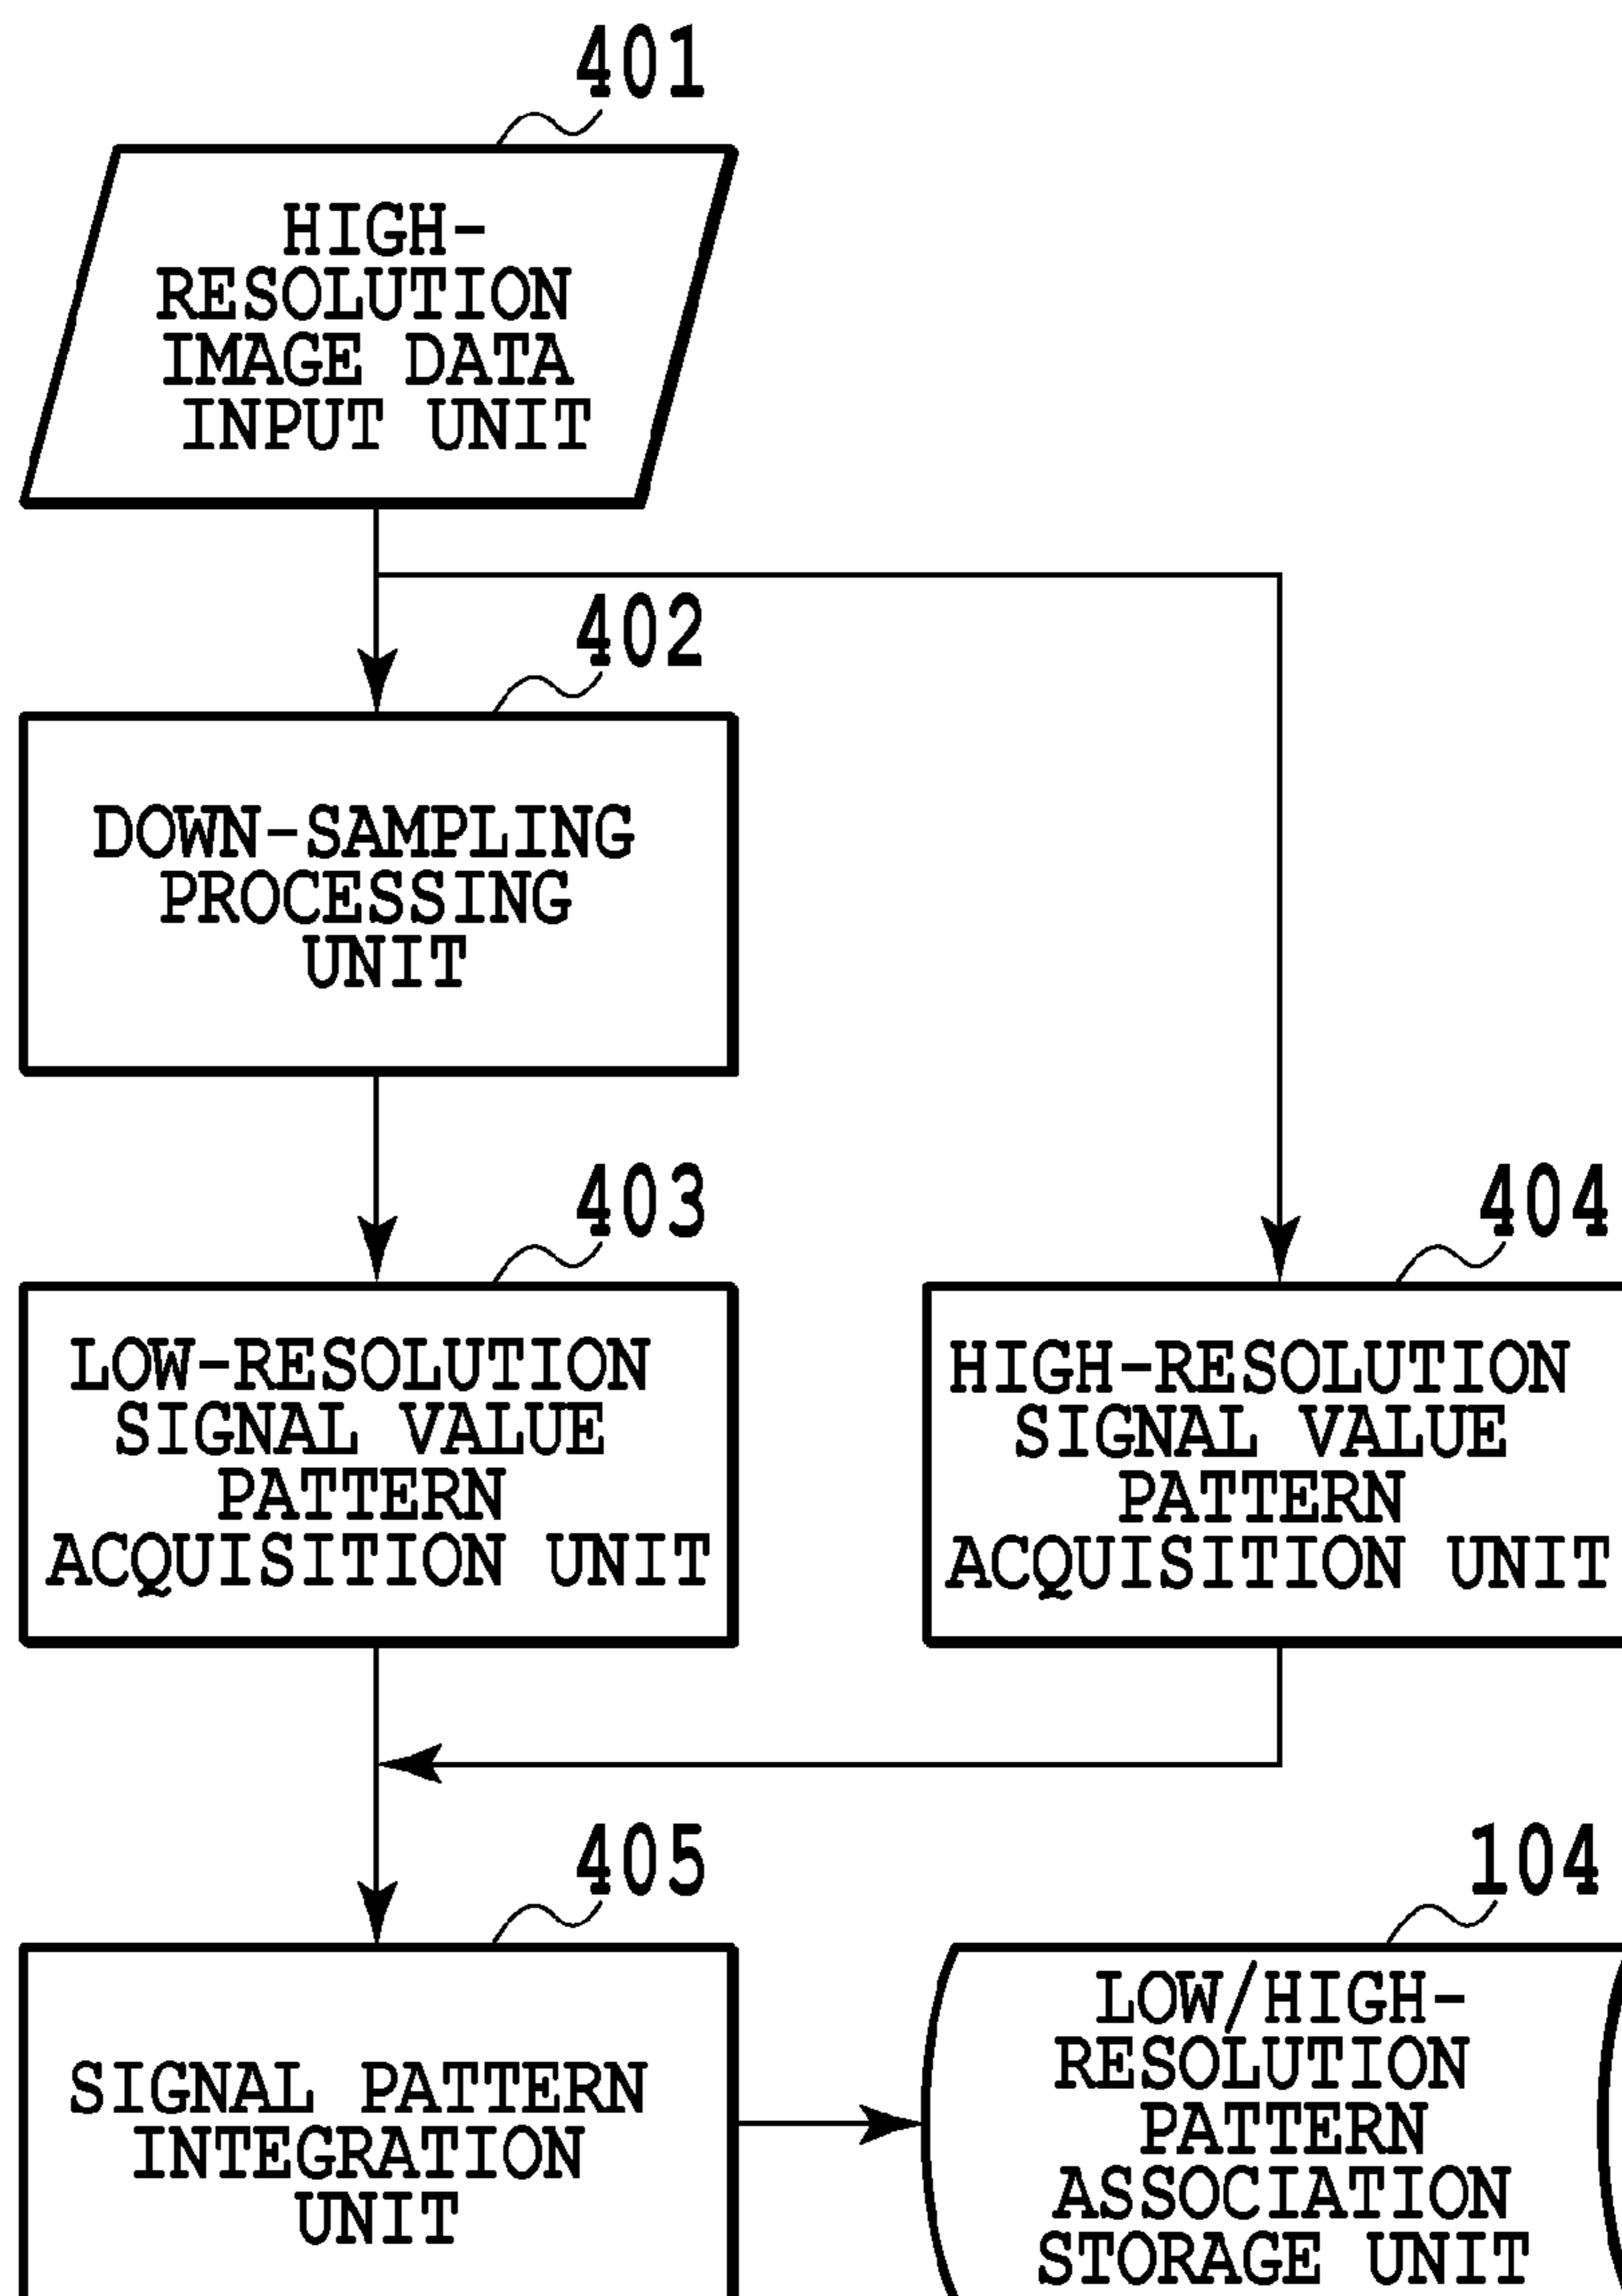 401
HIGH-
RESOLUTION
IMAGE DATA
INPUT UNIT
402
DOWN-SAMPLING
PROCESSING
UNIT
403
LOW-RESOLUTION
SIGNAL VALUE
PATTERN
ACQUISITION UNIT
404
HIGH-RESOLUTION
SIGNAL VALUE
PATTERN
ACQUISITION UNIT
405
SIGNAL PATTERN
INTEGRATION
UNIT
104
LOW/HIGH-
RESOLUTION
PATTERN
ASSOCIATION
STORAGE UNIT